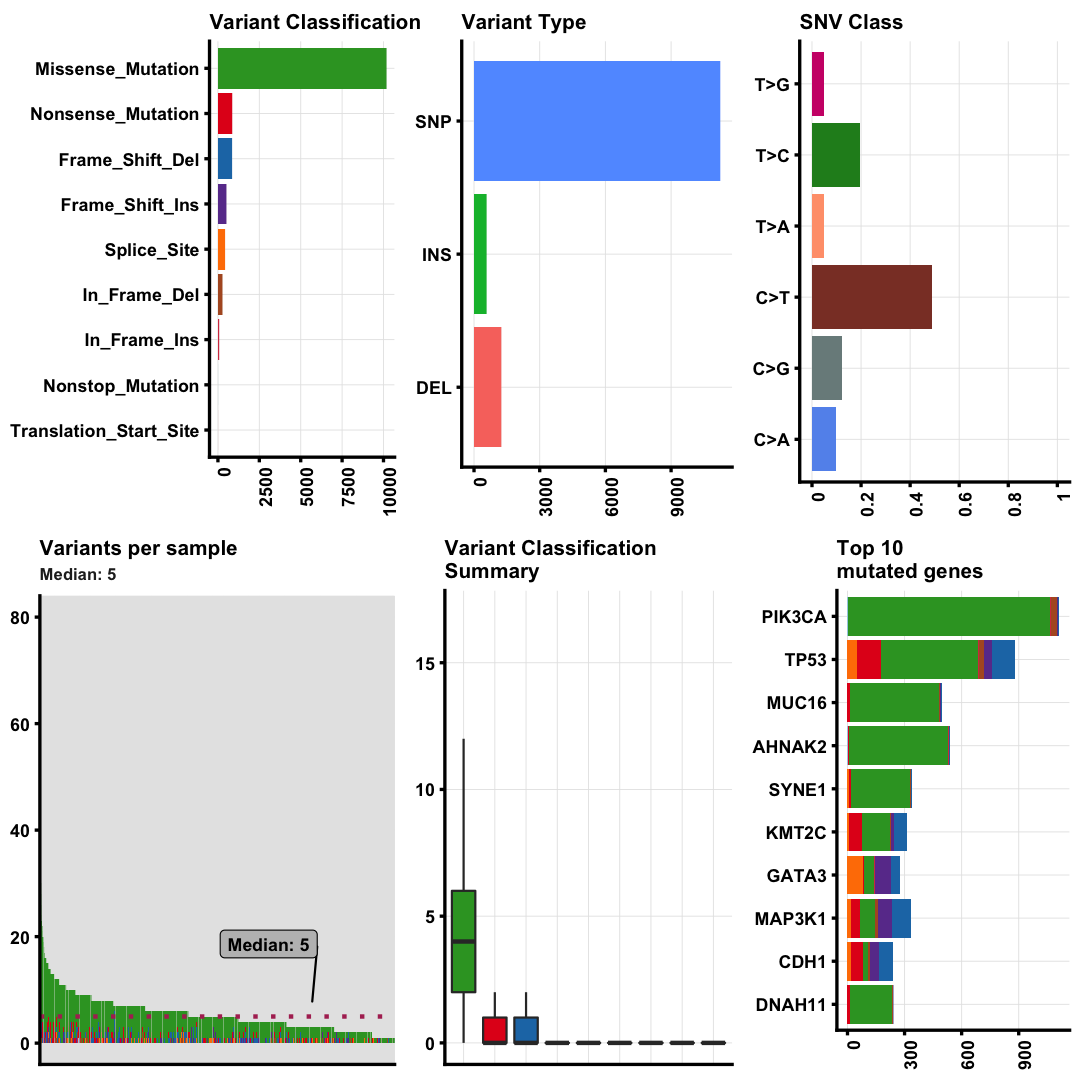 Variant Classification
Missense_Mutation
Nonsense_Mutation
Frame_Shift_Del
Frame_Shift_Ins
Splice_Site
In_Frame_Del
In_Frame_Ins
Nonstop_Mutation
Translation_Start_Site
0
2500
5000
7500
10000
Variant Type
SNP
INS
DEL
0
3000
6000
9000
SNV Class
T>G
T>C
T>A
C>T
C>G
C>A
0
0.2
0.4
0.6
0.8
1
Variants per sample
Median: 5
80
60
40
20
0
Median: 5
Variant Classification
Summary
15
10
5
0
Top 10
mutated genes
PIK3CA
TP53
MUC16
AHNAK2
SYNE1
KMT2C
GATA3
MAP3K1
CDH1
DNAH11
0
300
600
900